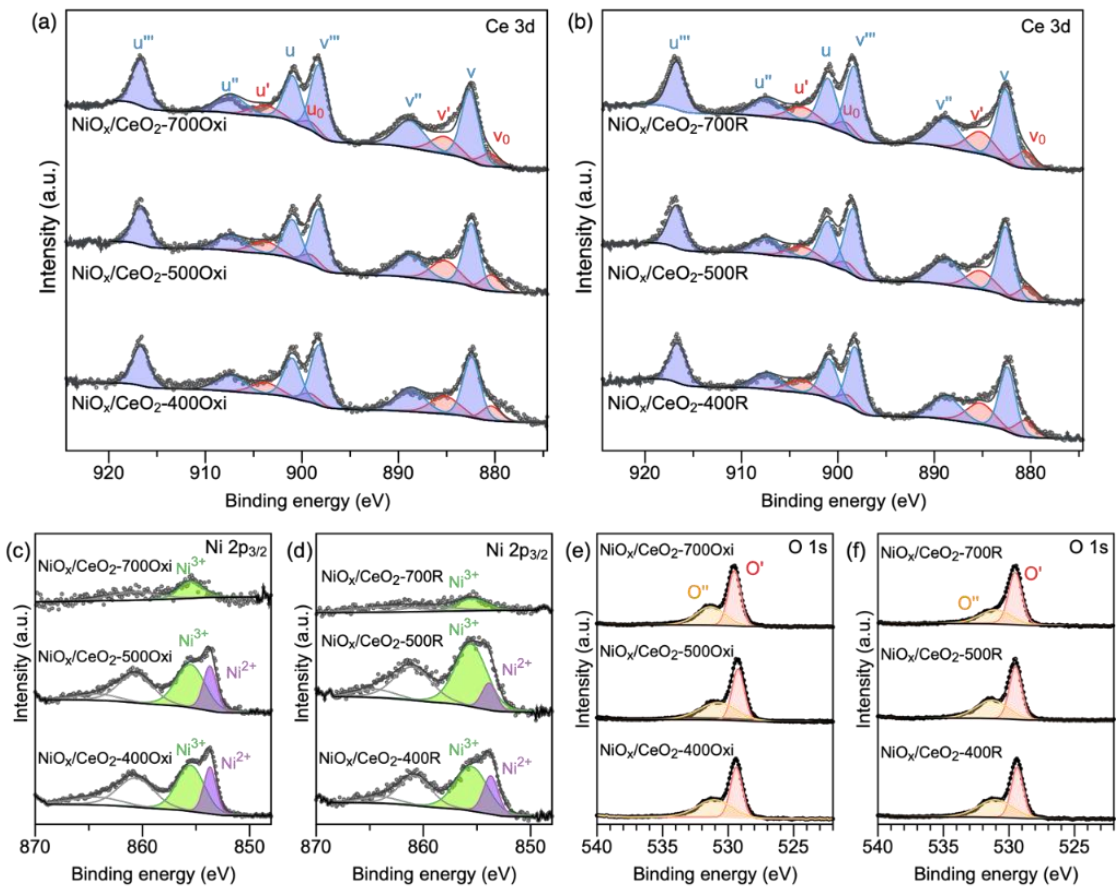 (a)
Ce 3d
u'''
u''
u'
u
u₀
v'''
v''
v'
v
v₀
NiOₓ/CeO₂-700Oxi
NiOₓ/CeO₂-500Oxi
NiOₓ/CeO₂-400Oxi
Intensity (a.u.)
920
910
900
890
880
Binding energy (eV)
(b)
Ce 3d
u'''
u''
u'
u
u₀
v'''
v''
v'
v
v₀
NiOₓ/CeO₂-700R
NiOₓ/CeO₂-500R
NiOₓ/CeO₂-400R
Intensity (a.u.)
920
910
900
890
880
Binding energy (eV)
(c)
Ni 2p₃/₂
NiOₓ/CeO₂-700Oxi
Ni³⁺
NiOₓ/CeO₂-500Oxi
Ni³⁺
Ni²⁺
NiOₓ/CeO₂-400Oxi
Ni³⁺
Ni²⁺
Intensity (a.u.)
870
860
850
Binding energy (eV)
(d)
Ni 2p₃/₂
NiOₓ/CeO₂-700R
Ni³⁺
NiOₓ/CeO₂-500R
Ni³⁺
Ni²⁺
NiOₓ/CeO₂-400R
Ni³⁺
Ni²⁺
Intensity (a.u.)
870
860
850
Binding energy (eV)
(e)
O 1s
NiOₓ/CeO₂-700Oxi
O''
O'
NiOₓ/CeO₂-500Oxi
NiOₓ/CeO₂-400Oxi
Intensity (a.u.)
540
535
530
525
Binding energy (eV)
(f)
O 1s
NiOₓ/CeO₂-700R
O''
O'
NiOₓ/CeO₂-500R
NiOₓ/CeO₂-400R
Intensity (a.u.)
540
535
530
525
Binding energy (eV)